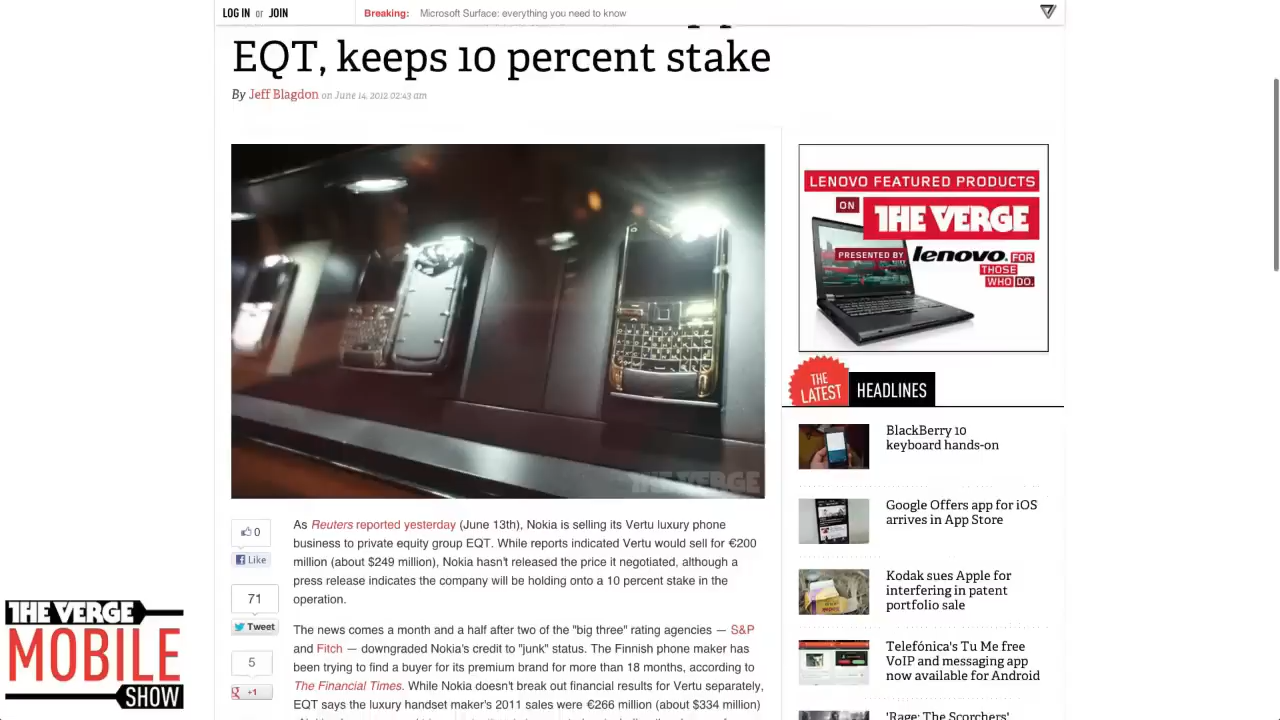 LOG IN or JOIN
Breaking: Microsoft Surface: everything you need to know
EQT, keeps 10 percent stake
By Jeff Blagdon on June 14, 2012 02:43 am
THE VERGE
As Reuters reported yesterday (June 13th), Nokia is selling its Vertu luxury phone
business to private equity group EQT. While reports indicated Vertu would sell for €200
million (about $249 million), Nokia hasn't released the price it negotiated, although a
press release indicates the company will be holding onto a 10 percent stake in the
operation.
The news comes a month and a half after two of the "big three" rating agencies — S&P
and Fitch — downgraded Nokia's credit to "junk" status. The Finnish phone maker has
been trying to find a buyer for its premium brand for more than 18 months, according to
The Financial Times. While Nokia doesn't break out financial results for Vertu separately,
EQT says the luxury handset maker's 2011 sales were €266 million (about $334 million)
0
Like
71
Tweet
5
+1
LENOVO FEATURED PRODUCTS
ON
THE VERGE
PRESENTED BY lenovo. FOR
THOSE
WHO DO.
THE LATEST
HEADLINES
BlackBerry 10
keyboard hands-on
Google Offers app for iOS
arrives in App Store
Kodak sues Apple for
interfering in patent
portfolio sale
Telefónica's Tu Me free
VoIP and messaging app
now available for Android
'Rage: The Scorchers'
THE VERGE
MOBILE
SHOW